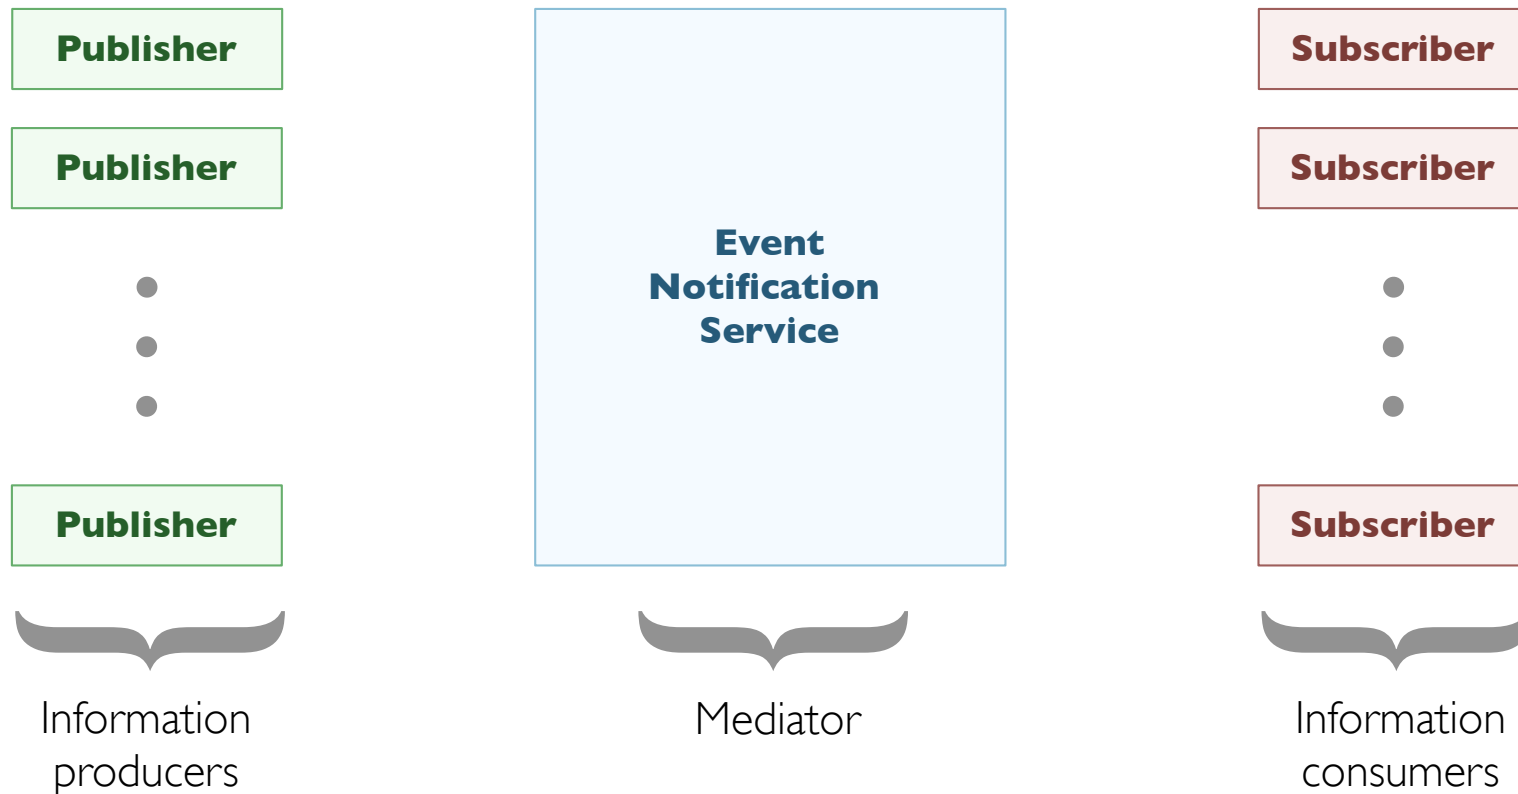 Publisher
Publisher
Publisher
Information
producers
Event
Notification
Service
Mediator
Subscriber
Subscriber
Subscriber
Information
consumers